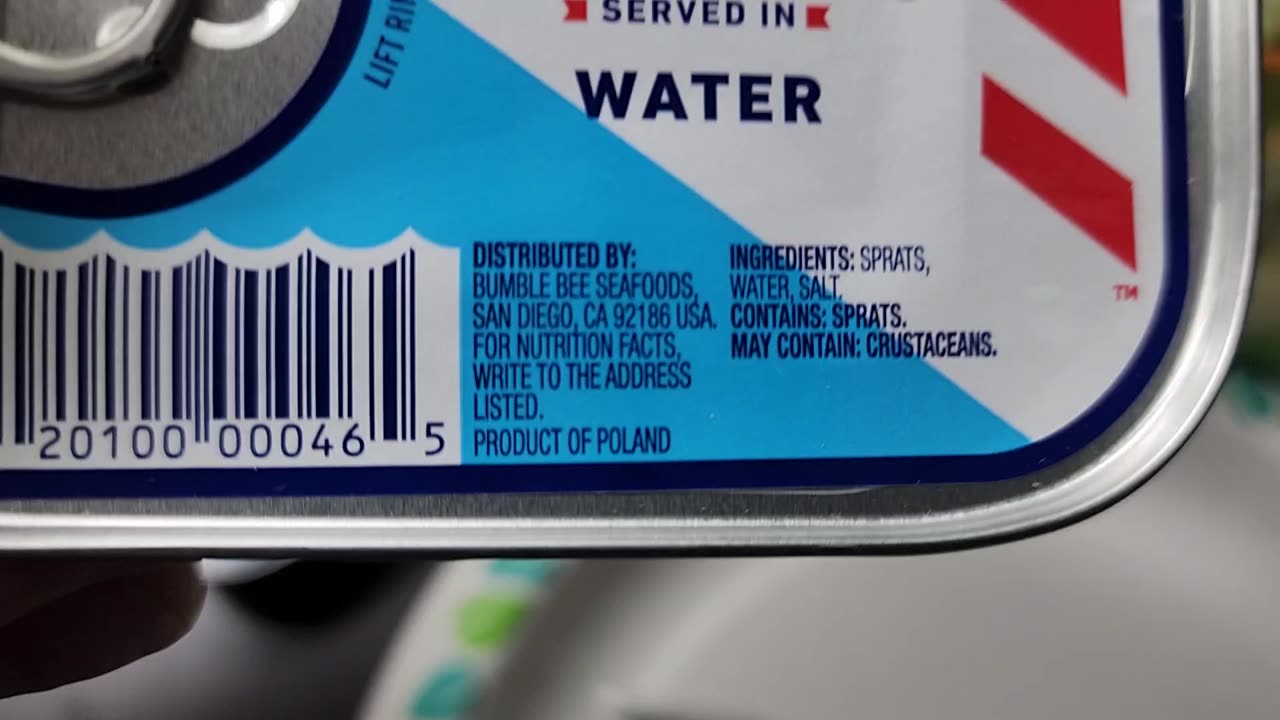 SERVED IN
WATER
LIFT RI
DISTRIBUTED BY:
BUMBLE BEE SEAFOODS,
SAN DIEGO, CA 92186 USA.
FOR NUTRITION FACTS,
WRITE TO THE ADDRESS
LISTED.
PRODUCT OF POLAND
INGREDIENTS: SPRATS,
WATER, SALT.
CONTAINS: SPRATS.
MAY CONTAIN: CRUSTACEANS.
TM
20100 00046 5